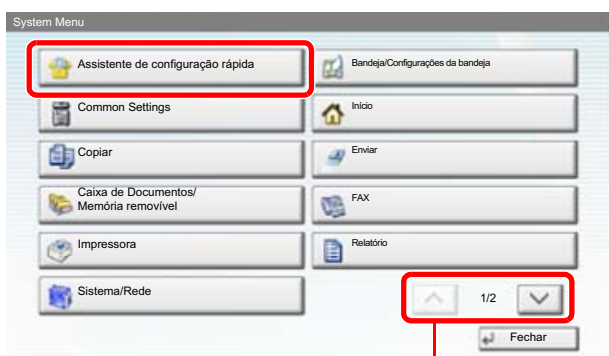 System Menu
Assistente de configuração rápida
Bandeja/Configurações da bandeja
Common Settings
Início
Copiar
Enviar
Caixa de Documentos/
Memória removível
FAX
Impressora
Relatório
Sistema/Rede
1/2
Fechar